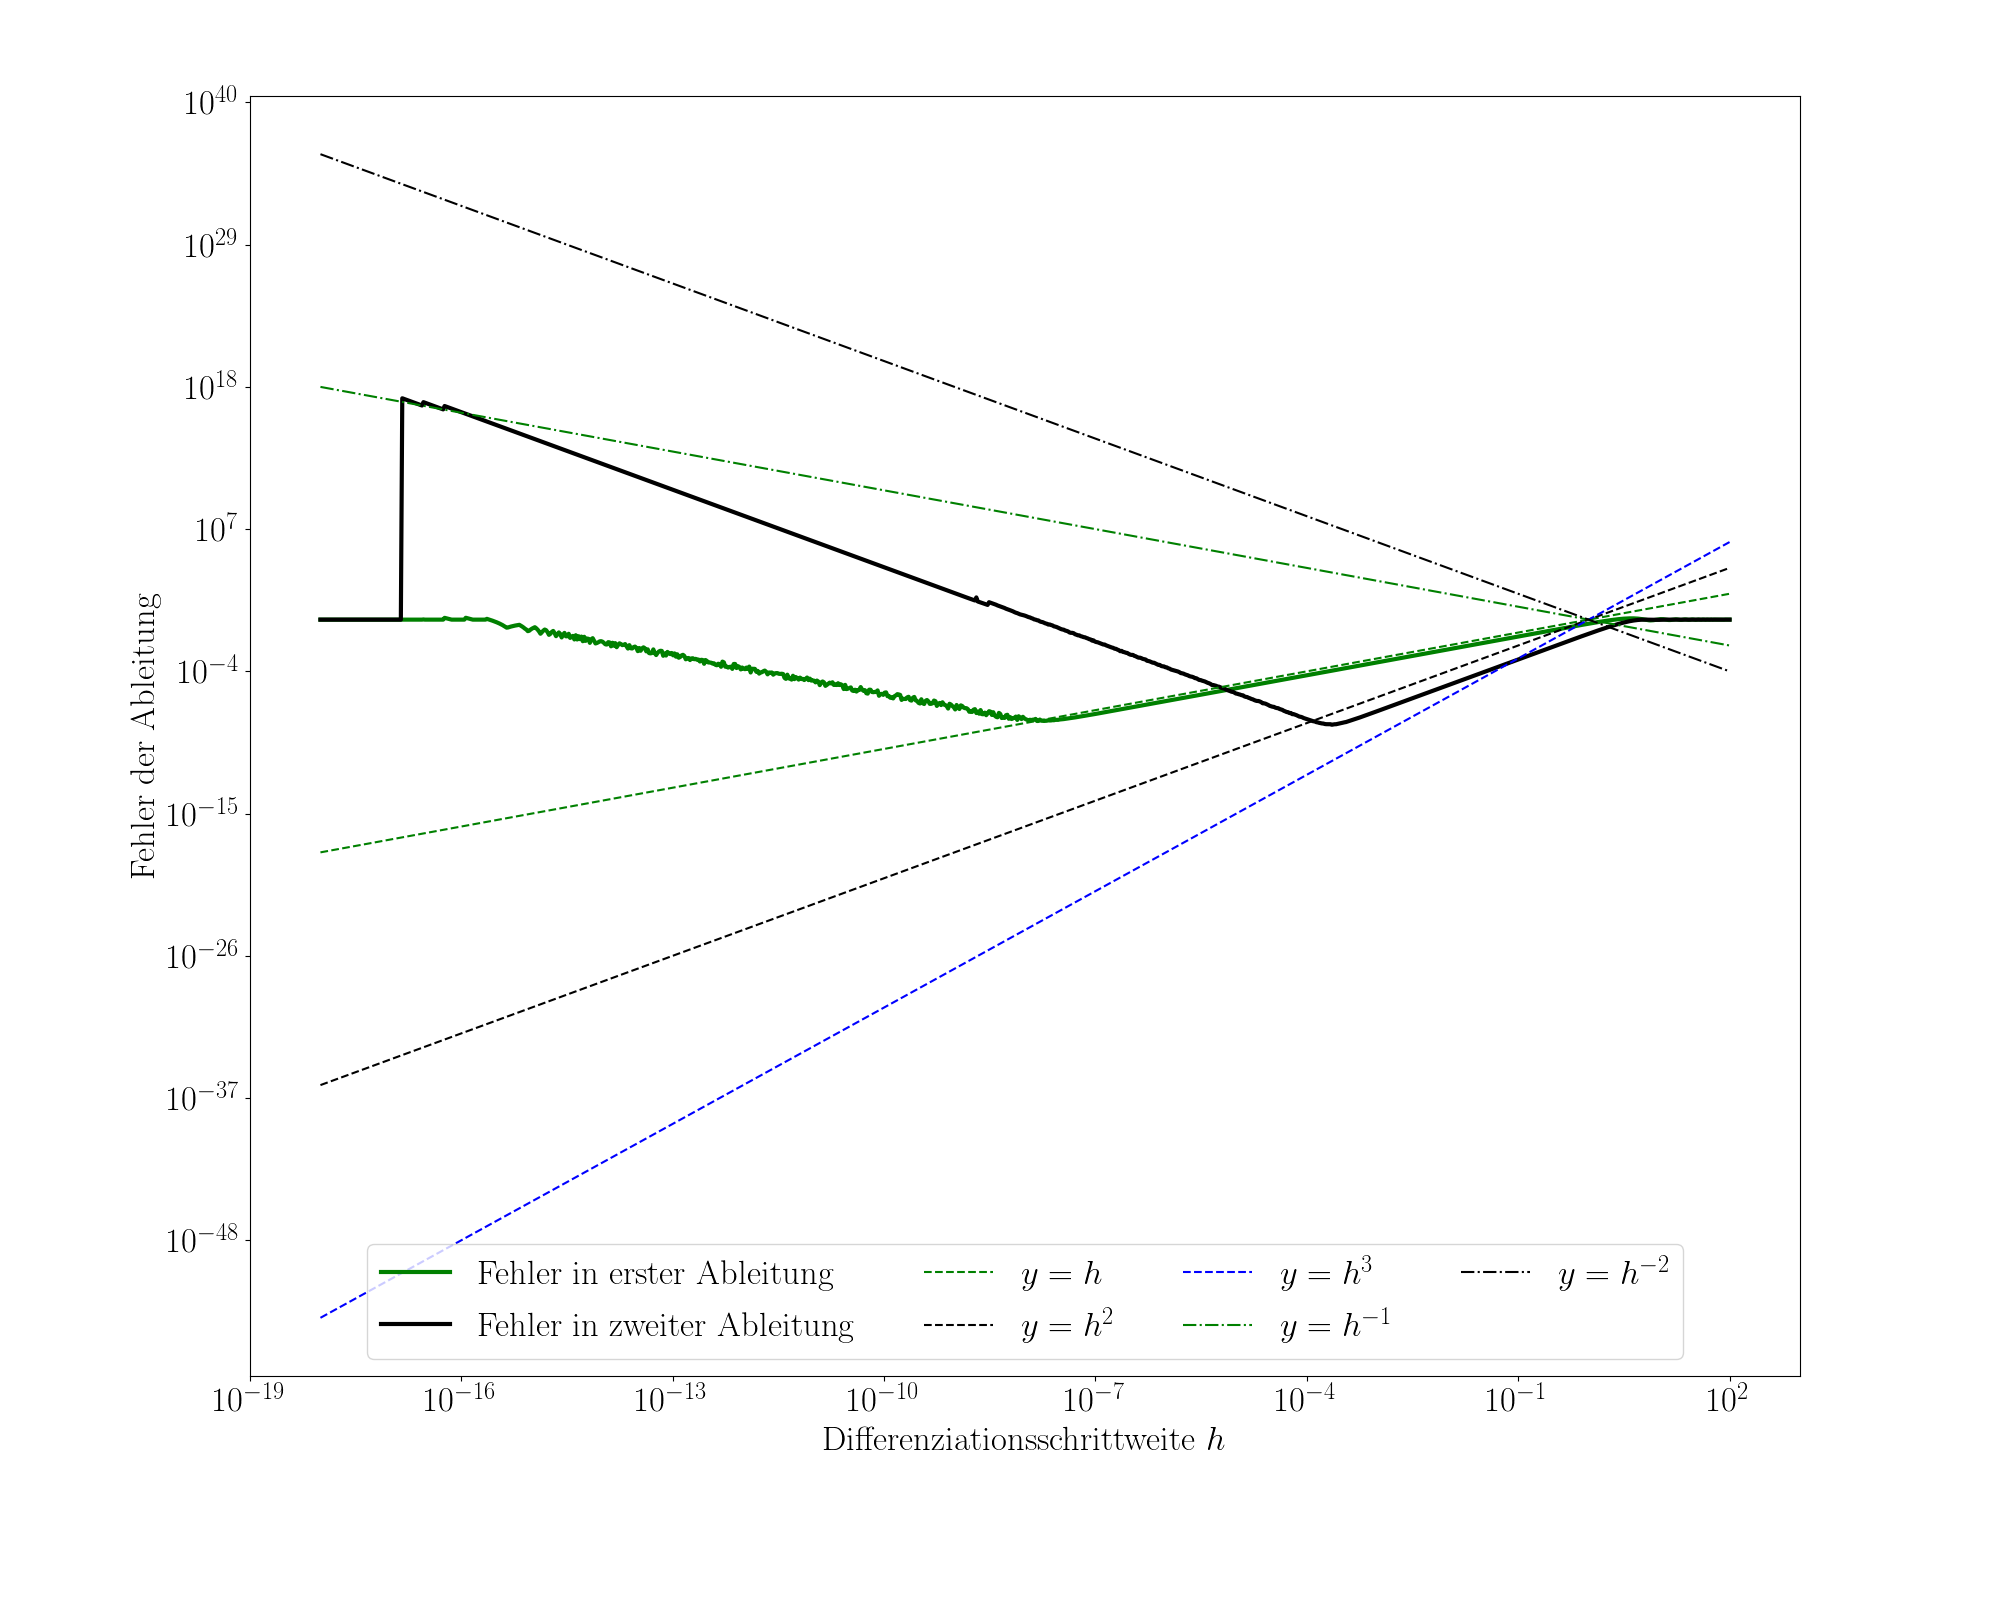 10^40
10^29
10^18
10^7
10^−4
10^−15
10^−26
10^−37
10^−48
Fehler der Ableitung
Fehler in erster Ableitung
Fehler in zweiter Ableitung
y = h
y = h^2
y = h^3
y = h^−1
y = h^−2
10^−19 10^−16 10^−13 10^−10 10^−7 10^−4 10^−1 10^2
Differenziationsschrittweite h